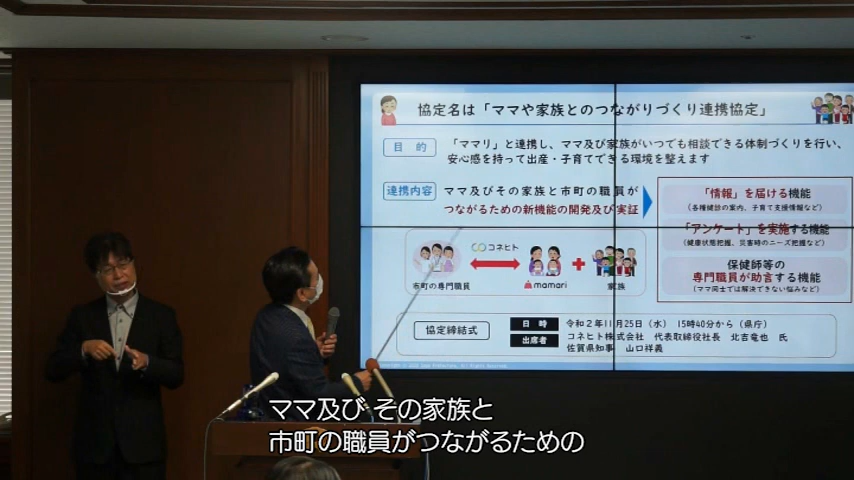 協定名は「ママや家族とのつながりづくり連携協定」
目 的
「ママリ」と連携し、ママ及び家族がいつでも相談できる体制づくりを行い、
安心感を持って出産・子育てできる環境を整えます
連携内容
ママ及びその家族と市町の職員が
つながるための新機能の開発及び実証
「情報」を届ける機能
(各種健診の案内、子育て支援情報など)
「アンケート」を実施する機能
(健康状態把握、災害時のニーズ把握など)
保健師等の
専門職員が助言する機能
(ママ同士では解決できない悩みなど)
コネヒト
市町の専門職員
mamari
家族
協定締結式
日 時
令和2年11月25日(水) 15時40分から(県庁)
出席者
コネヒト株式会社 代表取締役社長 北吉竜也 氏
佐賀県知事 山口祥義
ママ及び その家族と
市町の職員がつながるための